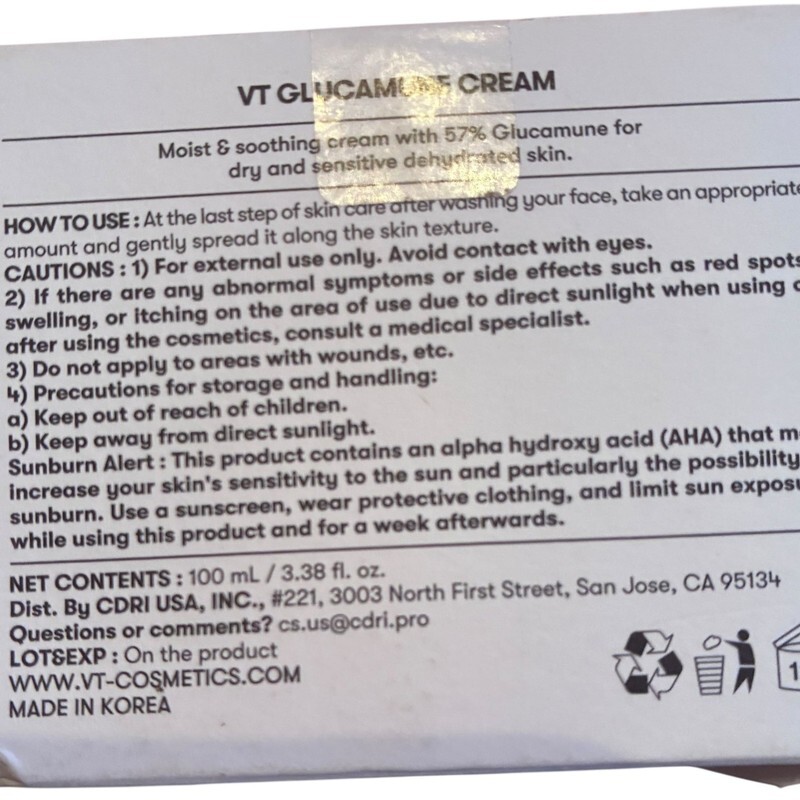 VT GLUCAMUNE CREAM
Moist & soothing cream with 57% Glucamune for
dry and sensitive dehydrated skin.
HOW TO USE : At the last step of skin care after washing your face, take an appropriate
amount and gently spread it along the skin texture.
CAUTIONS : 1) For external use only. Avoid contact with eyes.
2) If there are any abnormal symptoms or side effects such as red spots
swelling, or itching on the area of use due to direct sunlight when using
after using the cosmetics, consult a medical specialist.
3) Do not apply to areas with wounds, etc.
4) Precautions for storage and handling:
a) Keep out of reach of children.
b) Keep away from direct sunlight.
Sunburn Alert : This product contains an alpha hydroxy acid (AHA) that
increase your skin's sensitivity to the sun and particularly the possibility
sunburn. Use a sunscreen, wear protective clothing, and limit sun
while using this product and for a week afterwards.
NET CONTENTS : 100 mL / 3.38 fl. oz.
Dist. By CDRI USA, INC., #221, 3003 North First Street, San Jose, CA 95134
Questions or comments? cs.us@cdri.pro
LOT&EXP : On the product
WWW.VT-COSMETICS.COM
MADE IN KOREA